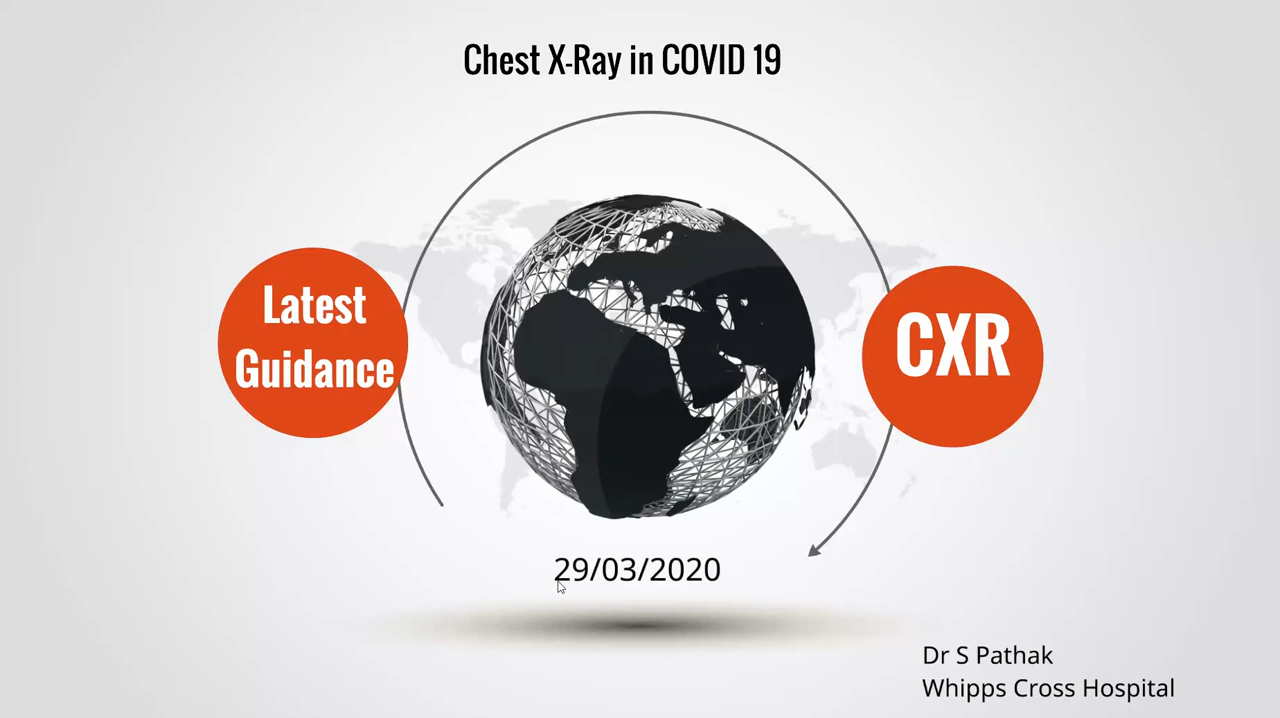 Chest X-Ray in COVID 19
Latest
Guidance
CXR
29/03/2020
Dr S Pathak
Whipps Cross Hospital